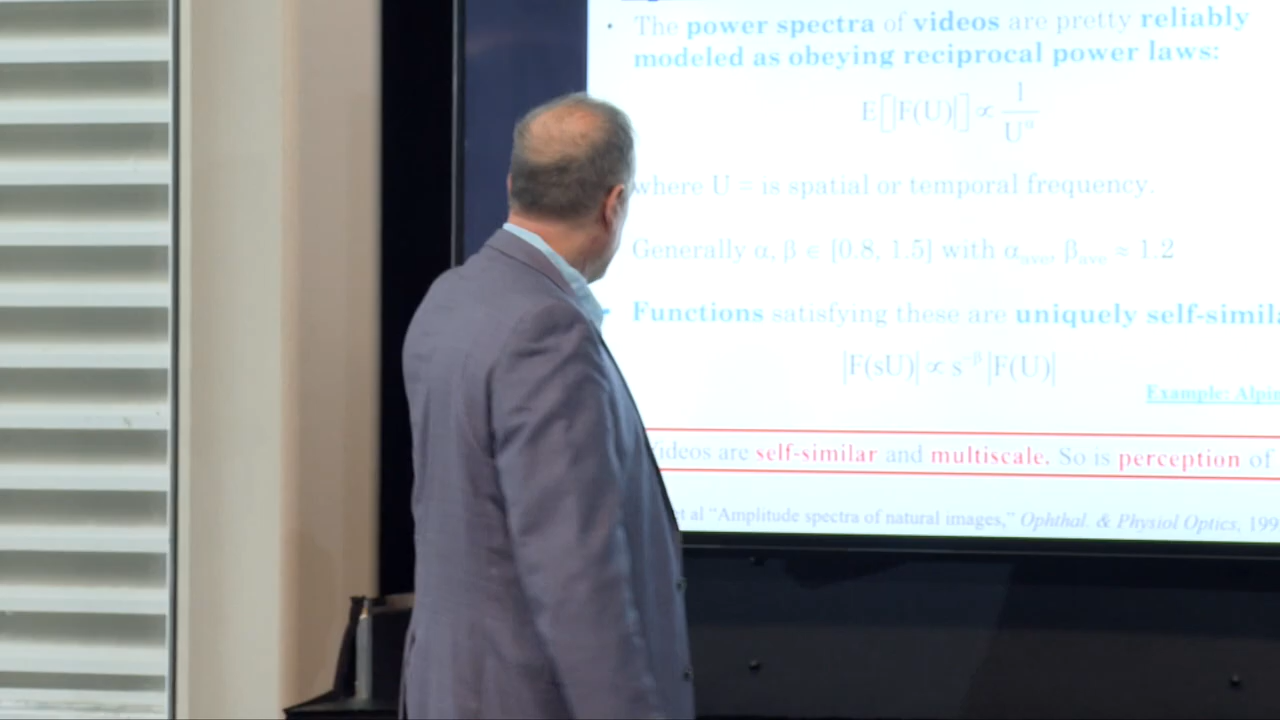 • The power spectra of videos are pretty reliably
modeled as obeying reciprocal power laws:
E[|F(U)|] ∝ 1/U^α
where U = is spatial or temporal frequency.
Generally α, β ∈ [0.8, 1.5] with α_ave, β_ave ≈ 1.2
Functions satisfying these are uniquely self-simila
|F(sU)| ∝ s^-β |F(U)|
Example: Alpin
ideos are self-similar and multiscale. So is perception of
et al "Amplitude spectra of natural images," Ophthal. & Physiol Optics, 199